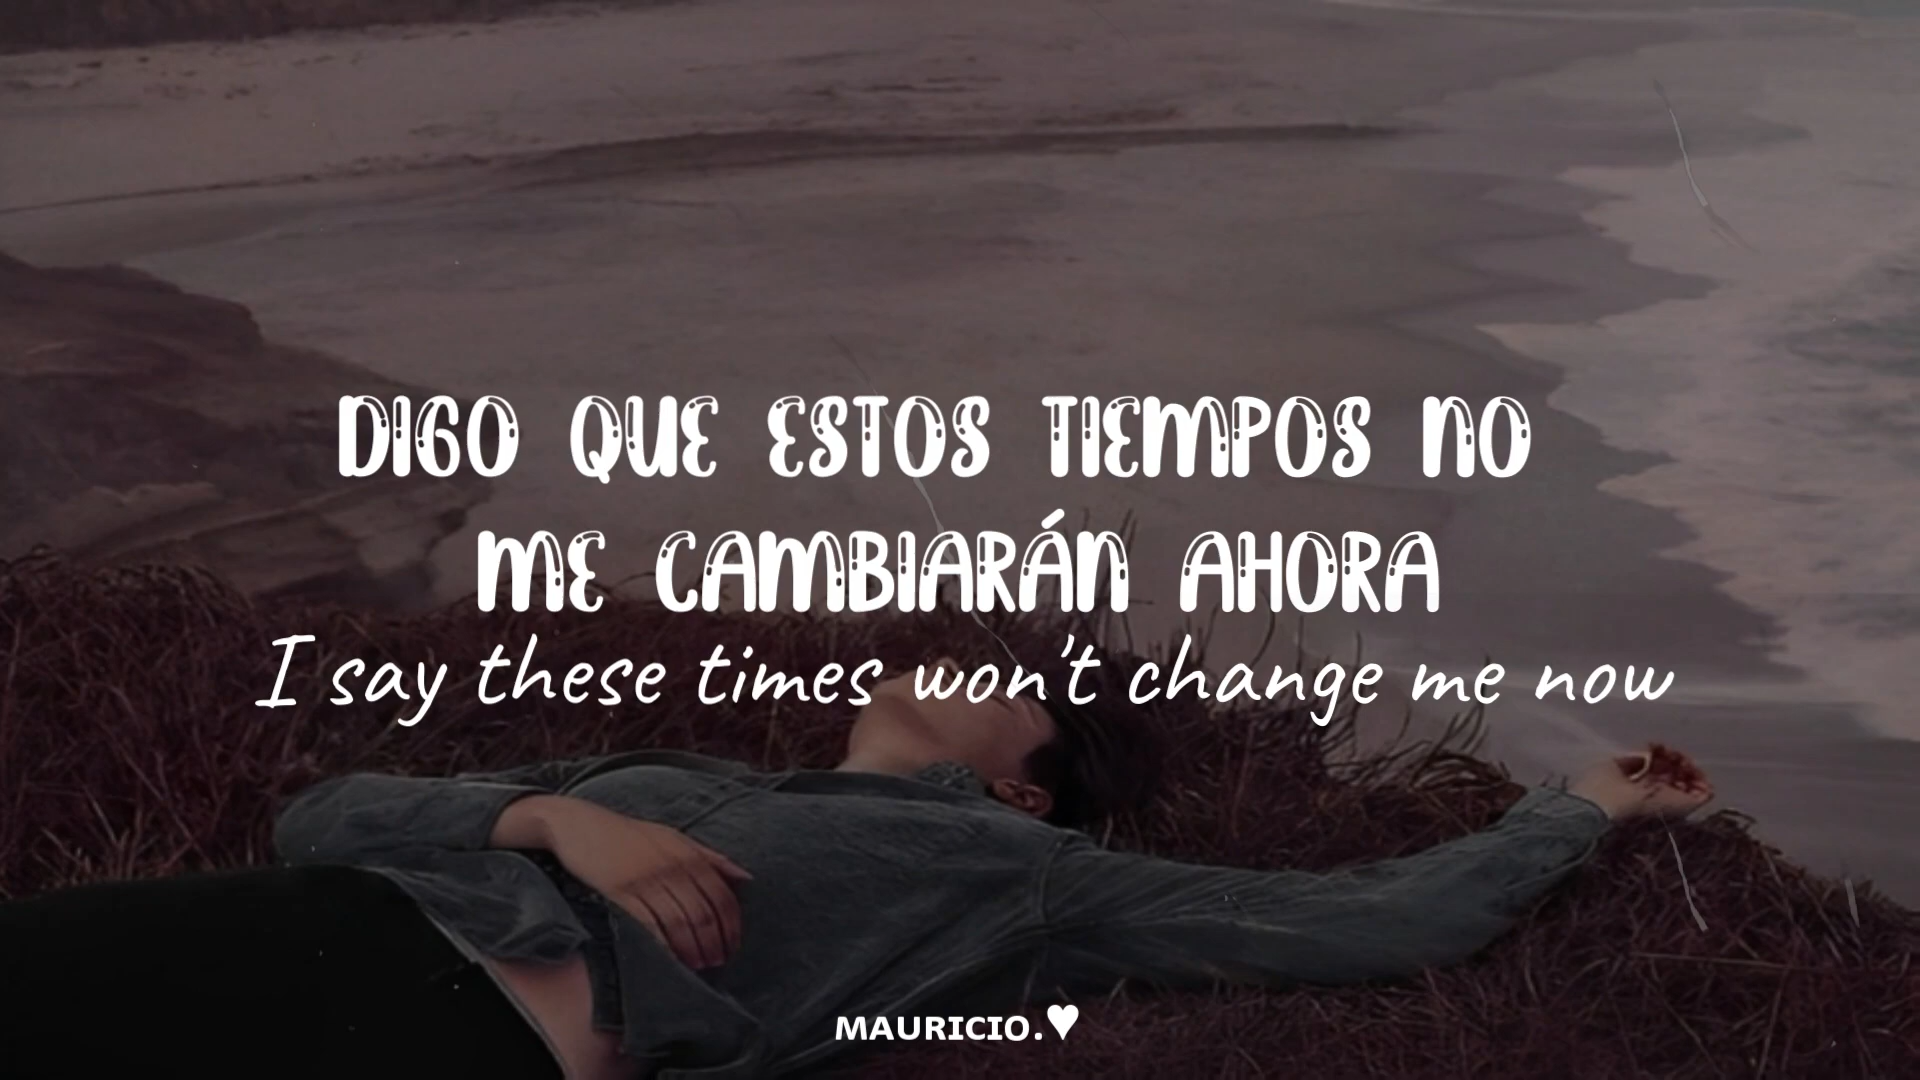 DIGO QUE ESTOS TIEMPOS NO
ME CAMBIARÁN AHORA
I say these times won't change me now
MAURICIO.♥